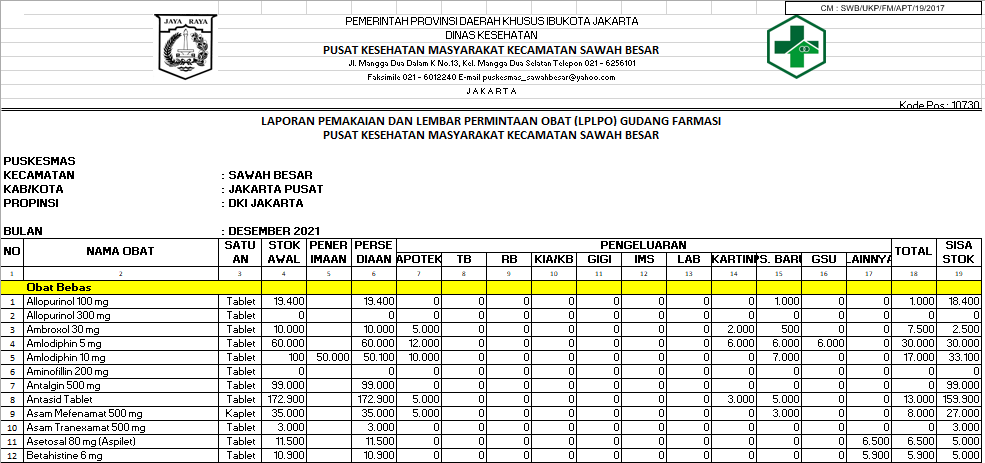 CM : SWB/UKP/FM/APT/19/2017
JAYA RAYA
PEMERINTAH PROVINSI DAERAH KHUSUS IBUKOTA JAKARTA
DINAS KESEHATAN
PUSAT KESEHATAN MASYARAKAT KECAMATAN SAWAH BESAR
Jl. Mangga Dua Dalam K No.13, Kel. Mangga Dua Selatan Telepon 021 - 6256101
Faksimile 021 - 6012240 E-mail puskesmas_sawahbesar@yahoo.com
J A K A R T A
Kode Pos : 10730
LAPORAN PEMAKAIAN DAN LEMBAR PERMINTAAN OBAT (LPLPO) GUDANG FARMASI
PUSAT KESEHATAN MASYARAKAT KECAMATAN SAWAH BESAR
PUSKESMAS
KECAMATAN : SAWAH BESAR
KAB/KOTA : JAKARTA PUSAT
PROPINSI : DKI JAKARTA
BULAN : DESEMBER 2021
NO NAMA OBAT SATUAN STOK AWAL PENERIMAAN PERSEDIAAN PENGELUARAN TOTAL SISA STOK
APOTEK TB RB KIA/KB GIGI IMS LAB KARTINI PS. BARU GSU LAINNYA
1 2 3 4 5 6 7 8 9 10 11 12 13 14 15 16 17 18 19
Obat Bebas
1 Allopurinol 100 mg Tablet 19.400 19.400 0 0 0 0 0 0 0 0 1.000 0 0 1.000 18.400
2 Allopurinol 300 mg Tablet 0 0 0 0 0 0 0 0 0 0 0 0 0 0 0
3 Ambroxol 30 mg Tablet 10.000 10.000 5.000 0 0 0 0 0 0 2.000 500 0 0 7.500 2.500
4 Amlodiphin 5 mg Tablet 60.000 60.000 12.000 0 0 0 0 0 0 6.000 6.000 6.000 0 30.000 30.000
5 Amlodiphin 10 mg Tablet 100 50.000 50.100 10.000 0 0 0 0 0 0 0 7.000 0 0 17.000 33.100
6 Aminofillin 200 mg Tablet 0 0 0 0 0 0 0 0 0 0 0 0 0 0 0
7 Antalgin 500 mg Tablet 99.000 99.000 0 0 0 0 0 0 0 0 0 0 0 0 99.000
8 Antasid Tablet Tablet 172.900 172.900 5.000 0 0 0 0 0 0 3.000 5.000 0 0 13.000 159.900
9 Asam Mefenamat 500 mg Kaplet 35.000 35.000 5.000 0 0 0 0 0 0 0 3.000 0 0 8.000 27.000
10 Asam Tranexamat 500 mg Tablet 3.000 3.000 0 0 0 0 0 0 0 0 0 0 0 0 3.000
11 Asetosal 80 mg (Aspilet) Tablet 11.500 11.500 0 0 0 0 0 0 0 0 0 0 6.500 6.500 5.000
12 Betahistine 6 mg Tablet 10.900 10.900 0 0 0 0 0 0 0 0 0 0 5.900 5.900 5.000